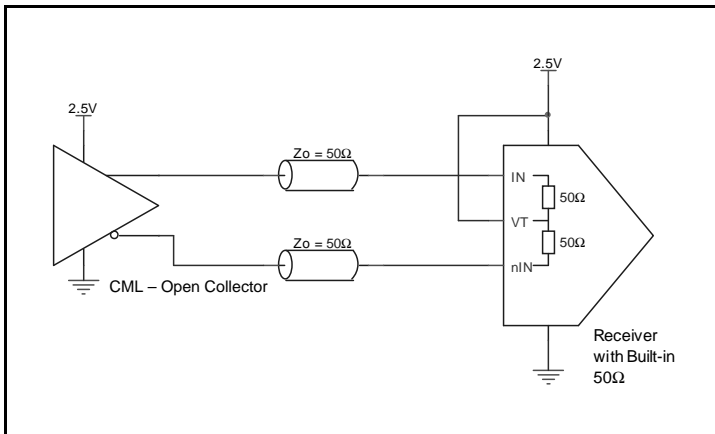 2.5V
2.5V
Zo = 50Ω
IN
50Ω
VT
Zo = 50Ω
50Ω
nIN
CML – Open Collector
Receiver
with Built-in
50Ω